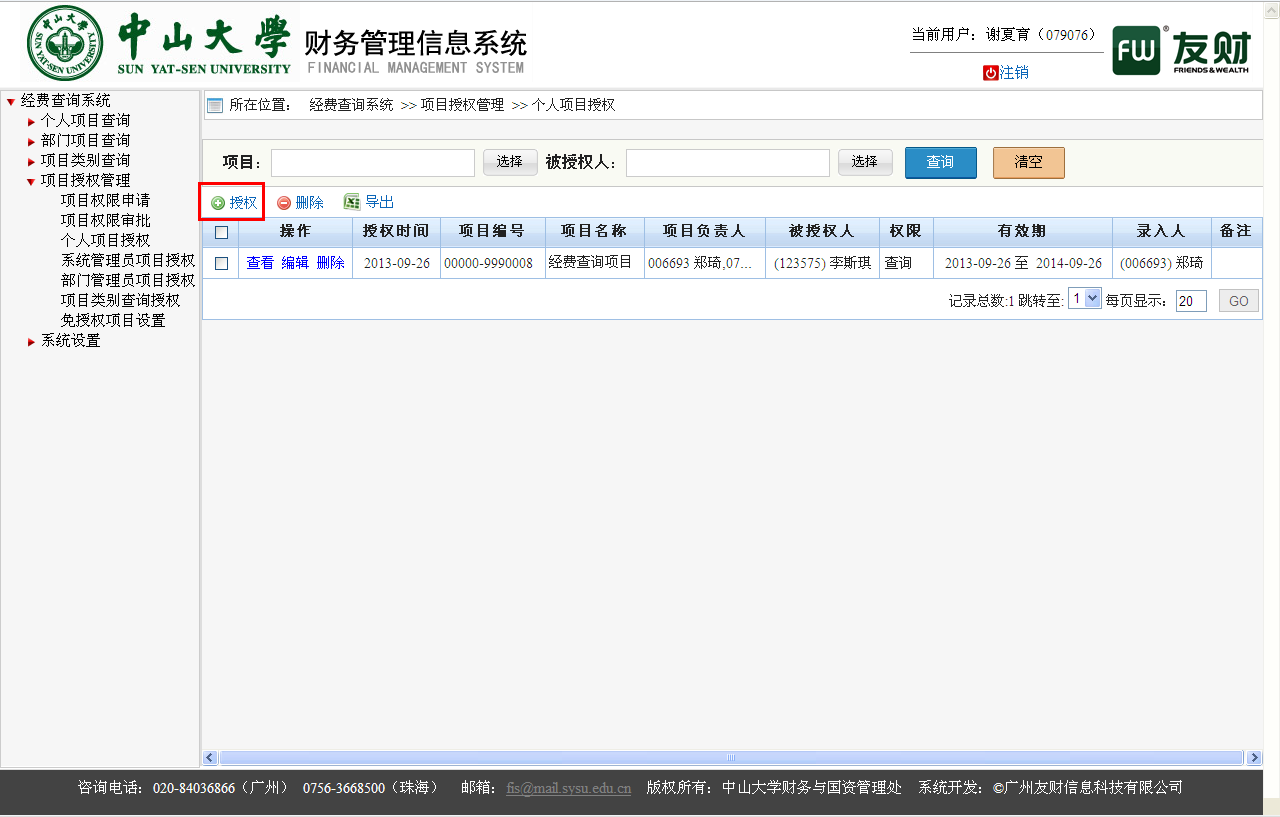 中山大學
SUN YAT-SEN UNIVERSITY
财务管理信息系统
FINANCIAL MANAGEMENT SYSTEM
当前用户：谢夏育（079076）
注销
FW® 友财
FRIENDS&WEALTH
经费查询系统
个人项目查询
部门项目查询
项目类别查询
项目授权管理
项目权限申请
项目权限审批
个人项目授权
系统管理员项目授权
部门管理员项目授权
项目类别查询授权
免授权项目设置
系统设置
所在位置： 经费查询系统 >> 项目授权管理 >> 个人项目授权
项目： 选择 被授权人： 选择 查询 清空
授权 删除 导出
操作 授权时间 项目编号 项目名称 项目负责人 被授权人 权限 有效期 录入人 备注
查看 编辑 删除 2013-09-26 00000-9990008 经费查询项目 006693 郑琦,07... (123575) 李斯琪 查询 2013-09-26 至 2014-09-26 (006693) 郑琦
记录总数:1 跳转至: 1 每页显示： 20 GO
咨询电话：020-84036866（广州） 0756-3668500（珠海） 邮箱：fis@mail.sysu.edu.cn 版权所有：中山大学财务与国资管理处 系统开发：©广州友财信息科技有限公司